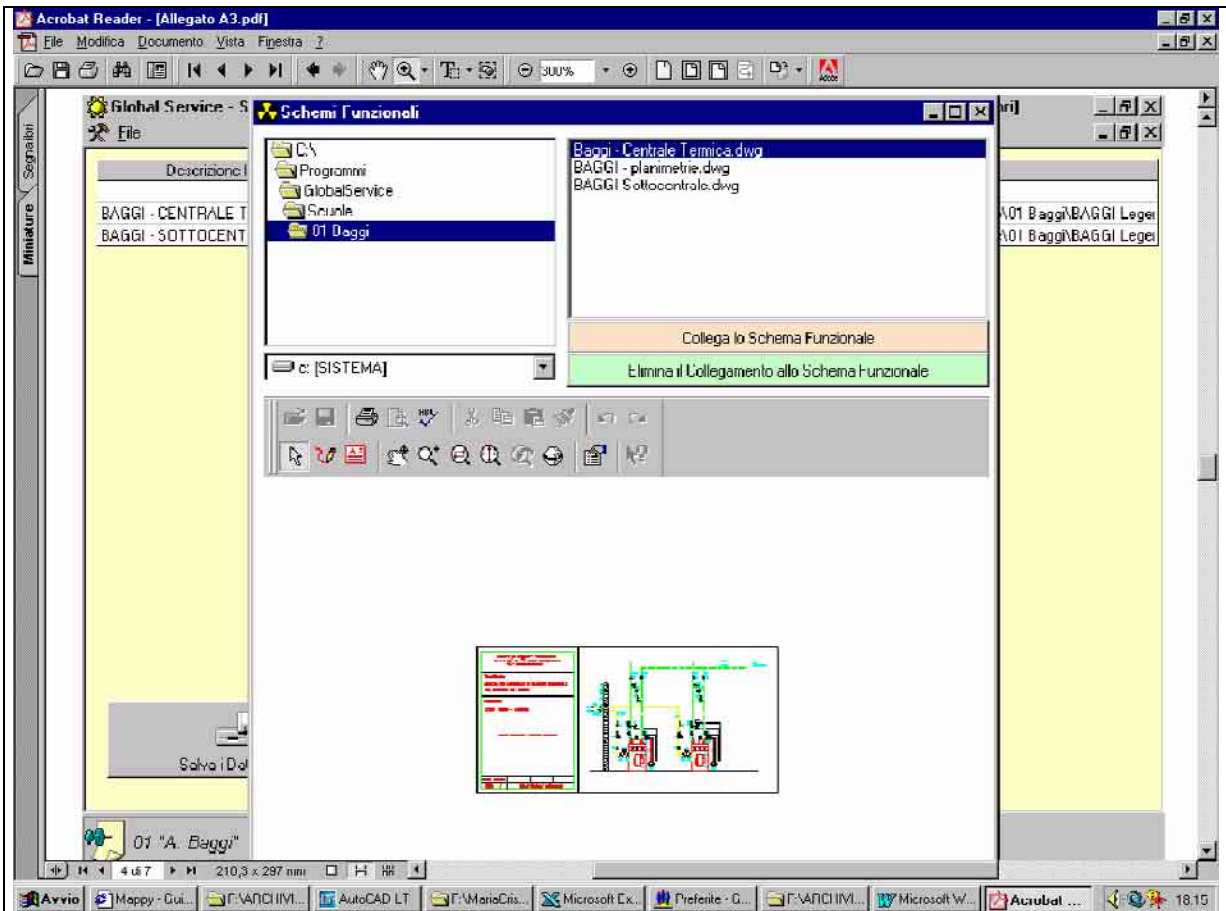 Acrobat Reader - [Allegato A3.pdf]
File Modifica Documento Vista Finestra ?
300%
Segnalibri
Miniature
Global Service - S
ri]
File
Descrizione
BAGGI - CENTRALE T
BAGGI - SOTTOCENT
\01 Baggi\BAGGI Leger
\01 Baggi\BAGGI Leger
Schemi Funzionali
C:\
Programmi
GlobalService
Scuole
01 Baggi
c: [SISTEMA]
Baggi - Centrale Termica.dwg
BAGGI - planimetrie.dwg
BAGGI Sottocentrale.dwg
Collega lo Schema Funzionale
Elimina il Collegamento allo Schema Funzionale
Salva i Dat
01 "A. Baggi"
4 di 7
210,3 x 297 mm
Avvio
Mappy - Gui...
F:\ARCHIVI...
AutoCAD LT
F:\MariaCris...
Microsoft Ex...
Preferite - G...
F:\ARCHIVI...
Microsoft W...
Acrobat ...
18.15